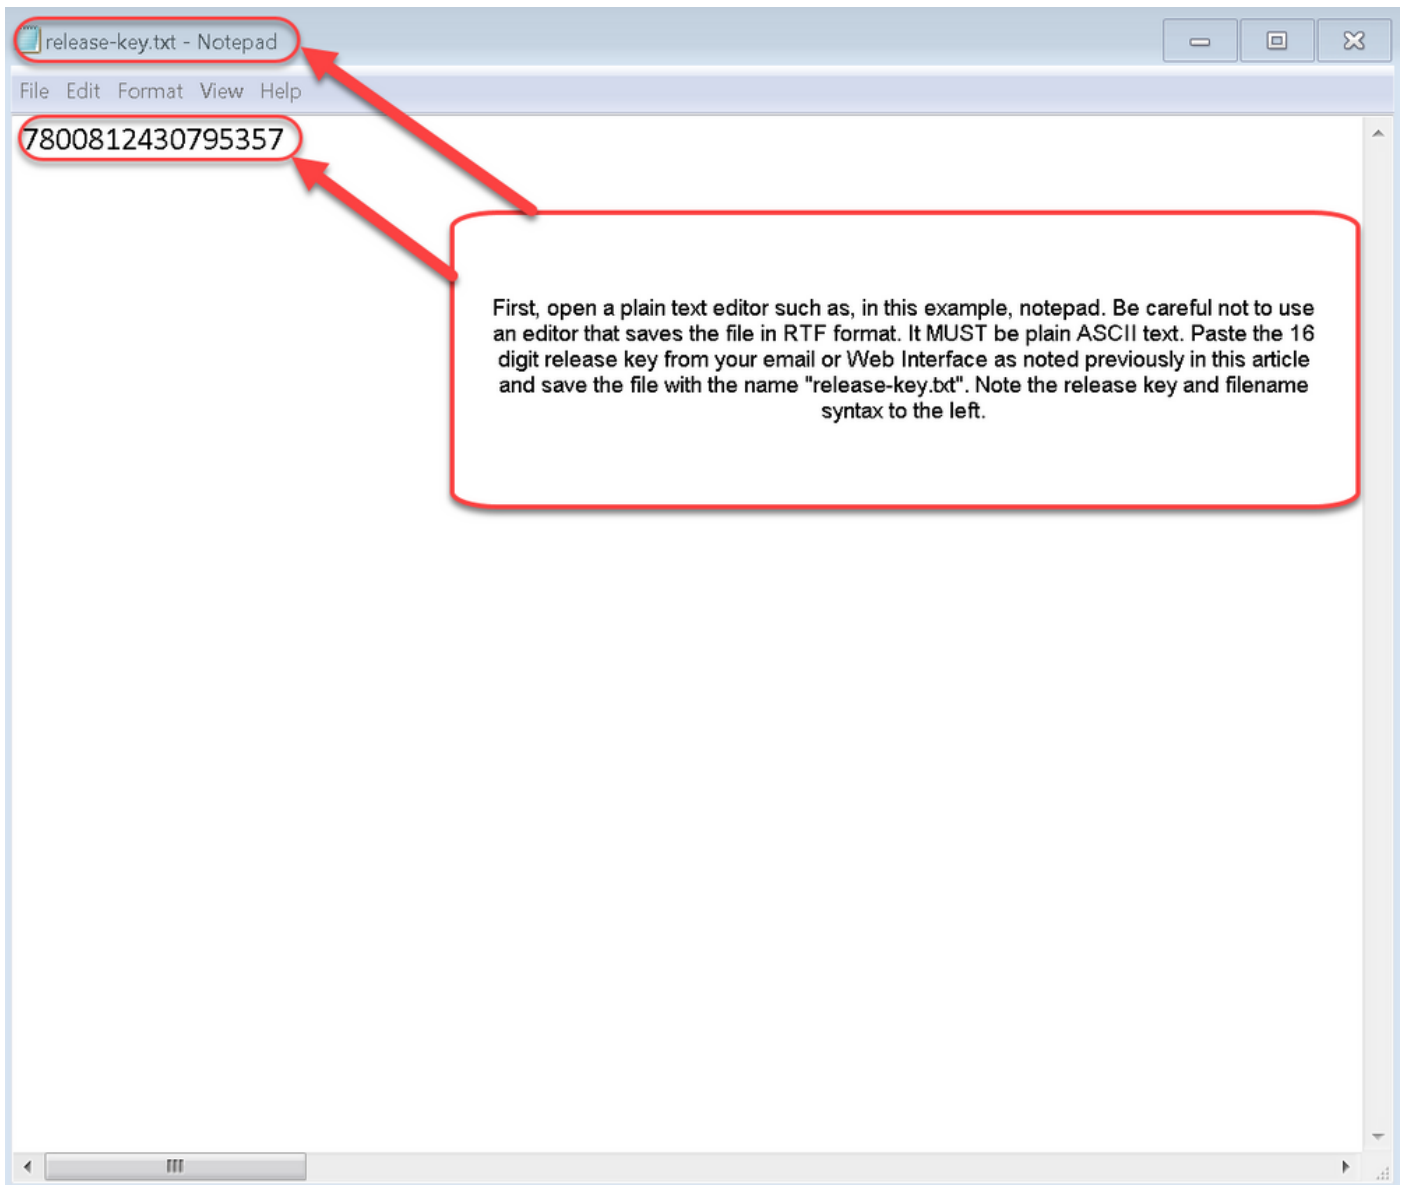 release-key.txt - Notepad
File Edit Format View Help
7800812430795357
First, open a plain text editor such as, in this example, notepad. Be careful not to use
an editor that saves the file in RTF format. It MUST be plain ASCII text. Paste the 16
digit release key from your email or Web Interface as noted previously in this article
and save the file with the name "release-key.txt". Note the release key and filename
syntax to the left.